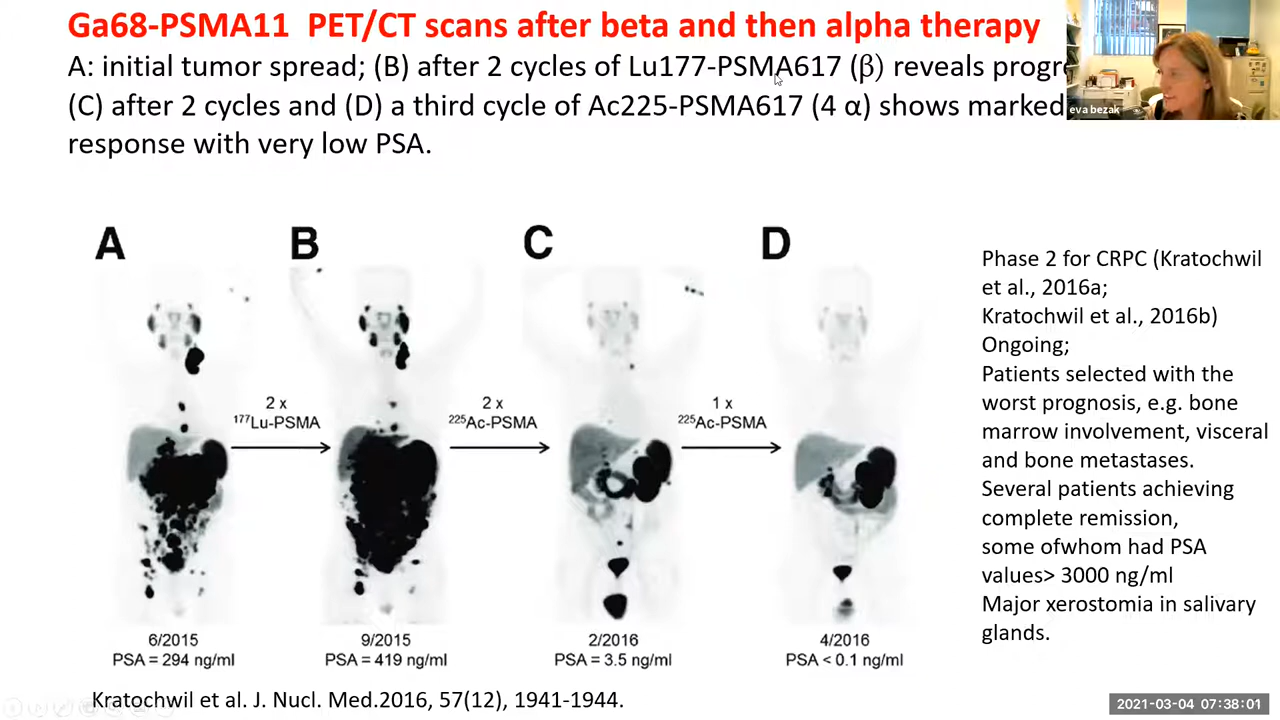 Ga68-PSMA11 PET/CT scans after beta and then alpha therapy
A: initial tumor spread; (B) after 2 cycles of Lu177-PSMA617 (β) reveals
(C) after 2 cycles and (D) a third cycle of Ac225-PSMA617 (4 α) shows marked
response with very low PSA.
eva bezak
A
B
C
D
2 x
177Lu-PSMA
2 x
225Ac-PSMA
1 x
225Ac-PSMA
6/2015
PSA = 294 ng/ml
9/2015
PSA = 419 ng/ml
2/2016
PSA = 3.5 ng/ml
4/2016
PSA < 0.1 ng/ml
Phase 2 for CRPC (Kratochwil
et al., 2016a;
Kratochwil et al., 2016b)
Ongoing;
Patients selected with the
worst prognosis, e.g. bone
marrow involvement, visceral
and bone metastases.
Several patients achieving
complete remission,
some ofwhom had PSA
values> 3000 ng/ml
Major xerostomia in salivary
glands.
Kratochwil et al. J. Nucl. Med.2016, 57(12), 1941-1944.
2021-03-04 07:38:01